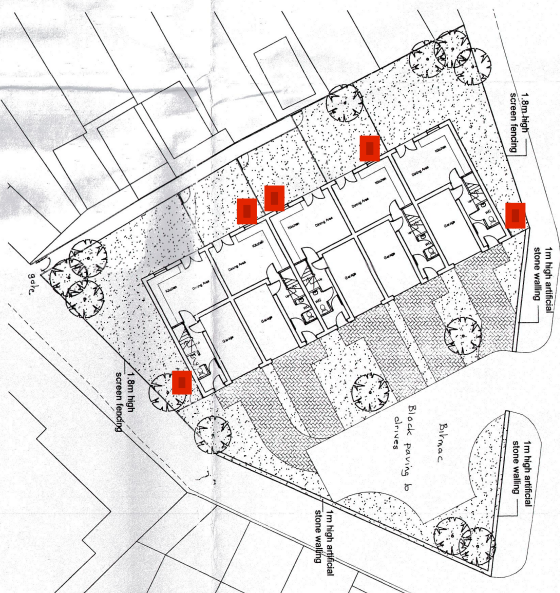 1.8m high
screen fencing
1m high artificial
stone walling
Kitchen
Dining Area
Kitchen
Dining Area
Kitchen
Dining Area
Kitchen
Dining Area
Garage
Garage
Garage
Garage
Garage
gate
1.8m high
screen fencing
Bitmac
Block paving to
drives
1m high artificial
stone walling
1m high artificial
stone walling